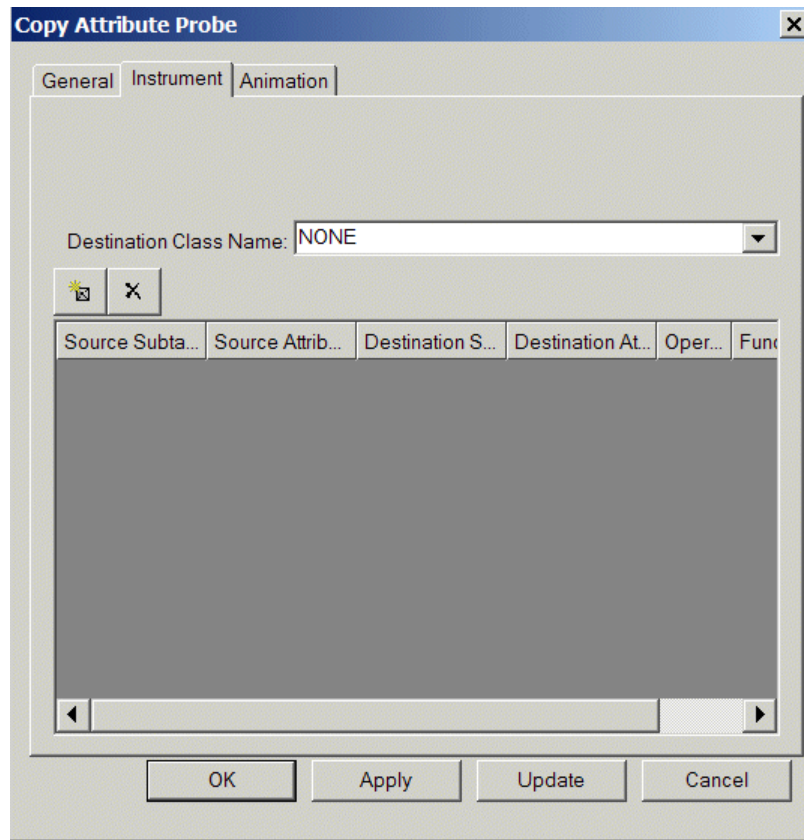 Copy Attribute Probe
General Instrument Animation
Destination Class Name: NONE
Source Subta... Source Attrib... Destination S... Destination At... Oper... Func
OK Apply Update Cancel